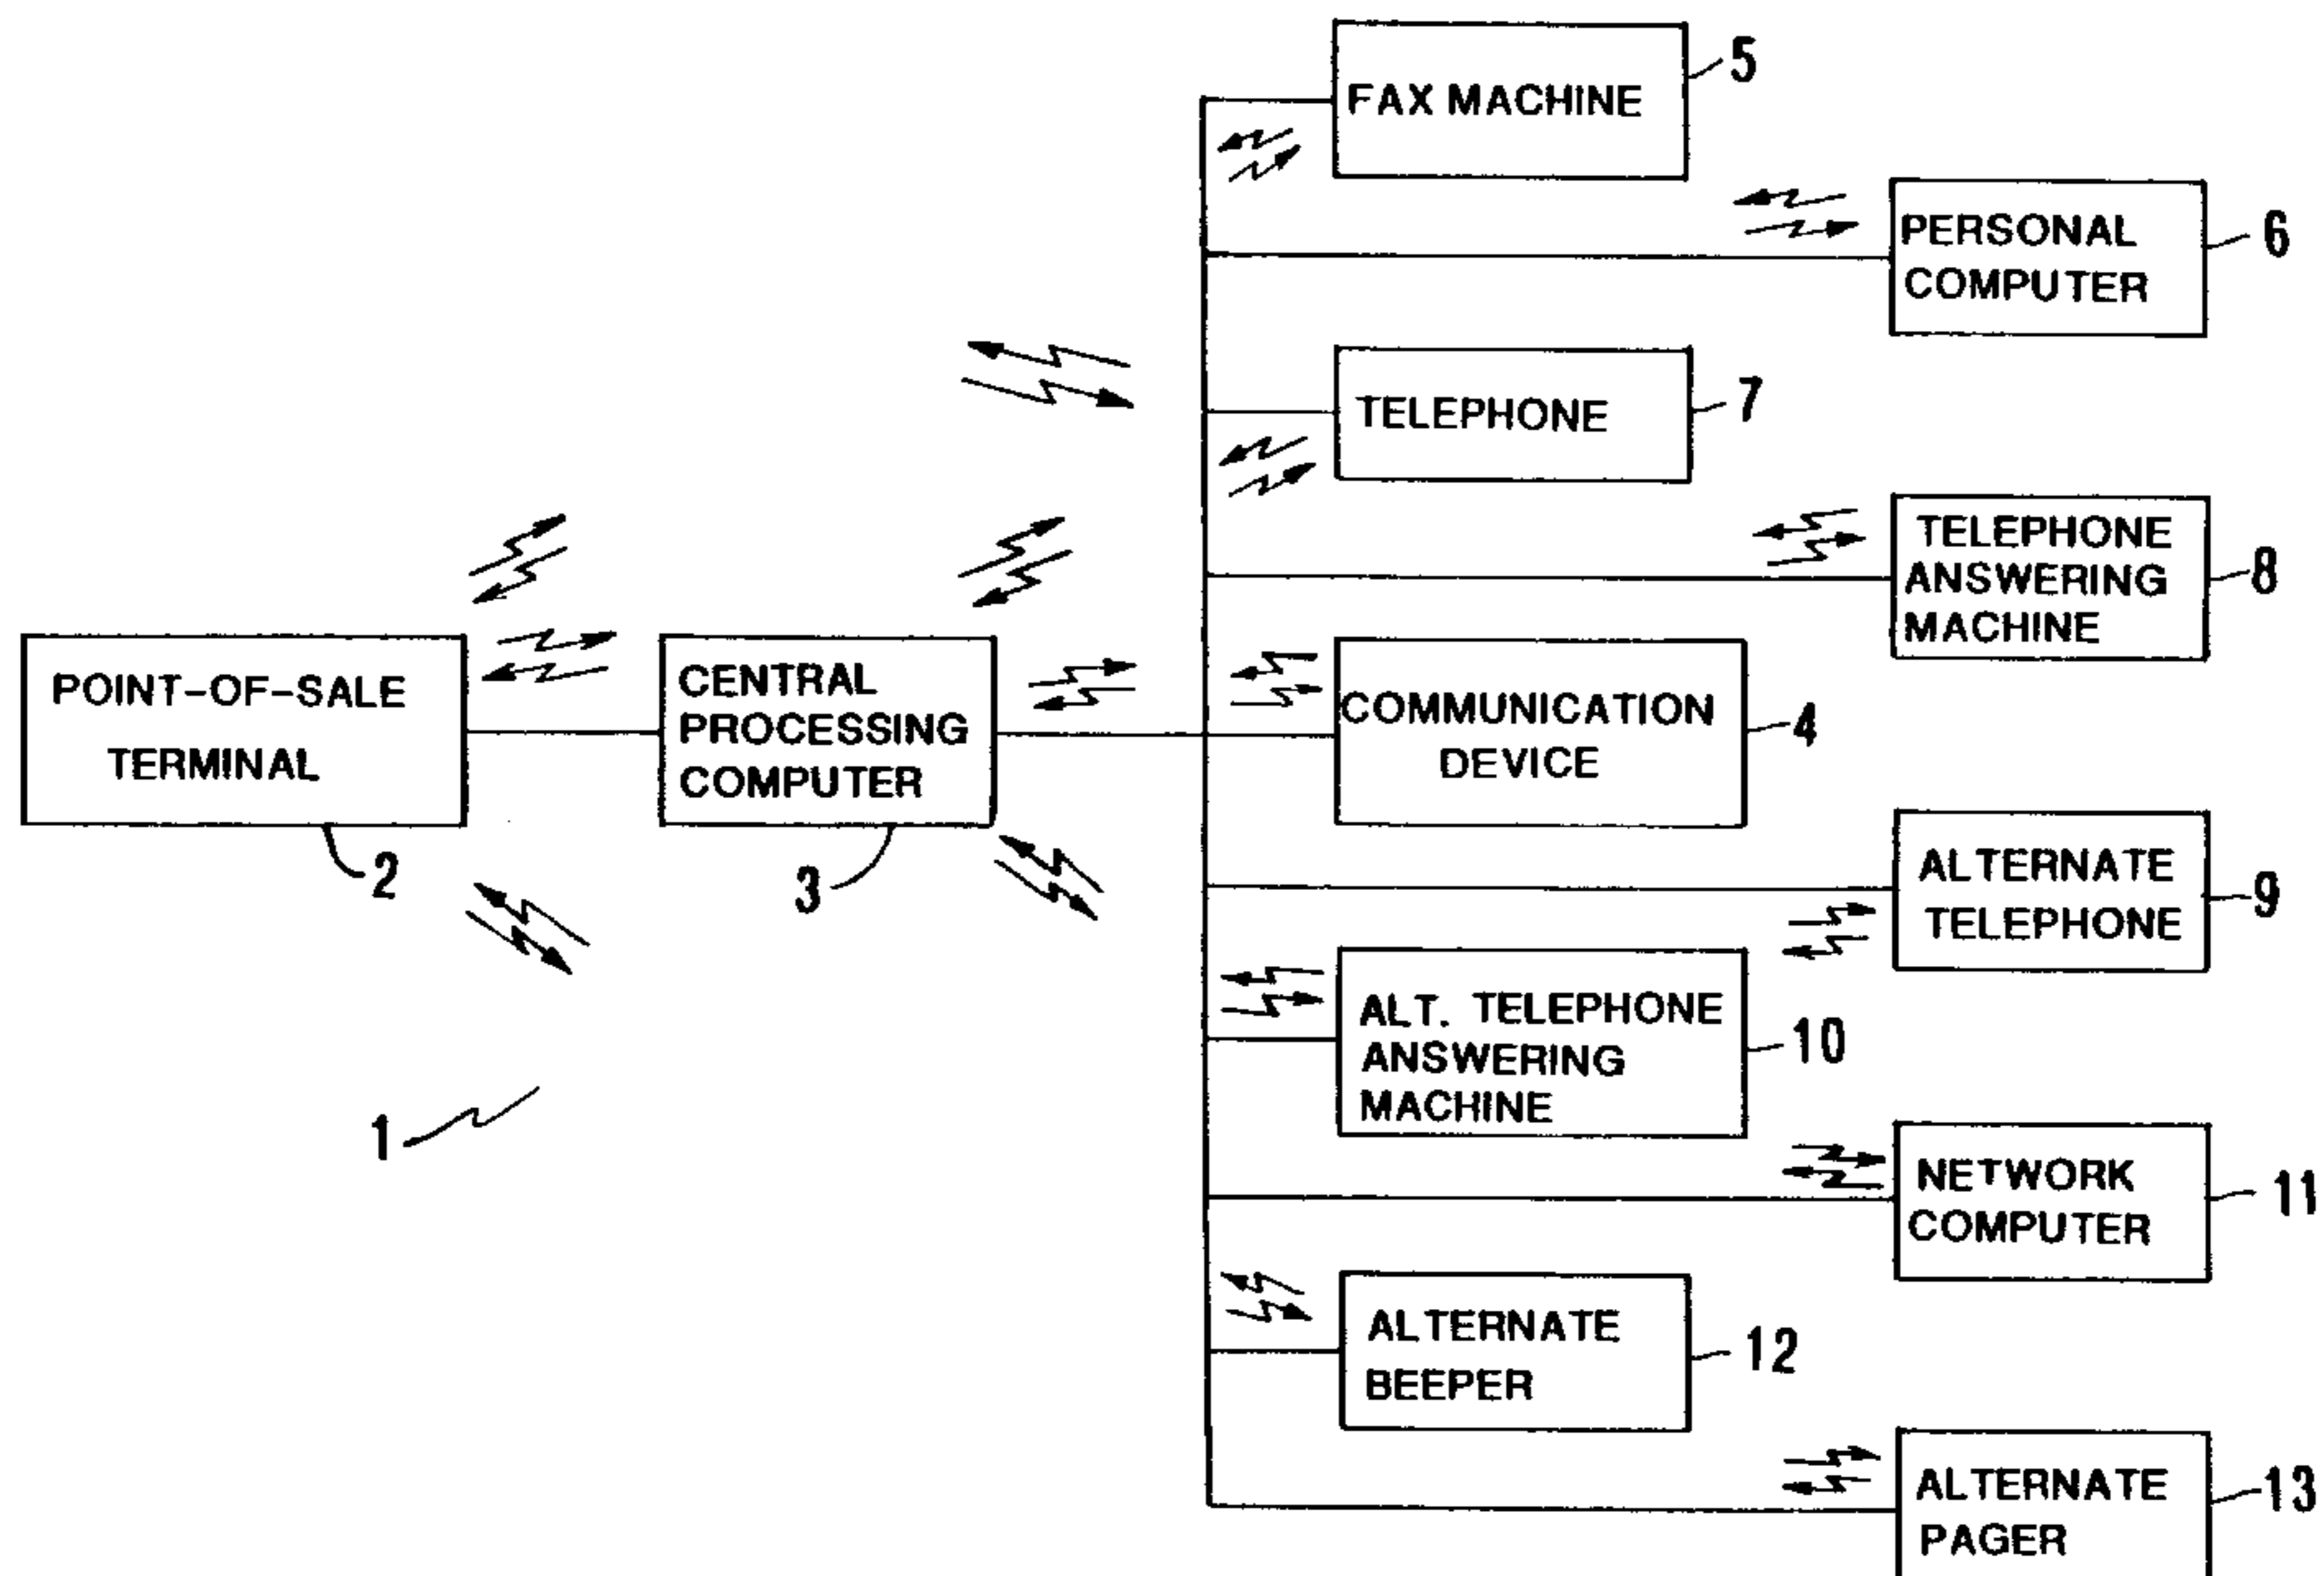 FAX MACHINE
5
PERSONAL
COMPUTER
6
TELEPHONE
7
TELEPHONE
ANSWERING
MACHINE
8
POINT-OF-SALE
TERMINAL
2
CENTRAL
PROCESSING
COMPUTER
3
COMMUNICATION
DEVICE
4
ALTERNATE
TELEPHONE
9
ALT. TELEPHONE
ANSWERING
MACHINE
10
1
NETWORK
COMPUTER
11
ALTERNATE
BEEPER
12
ALTERNATE
PAGER
13